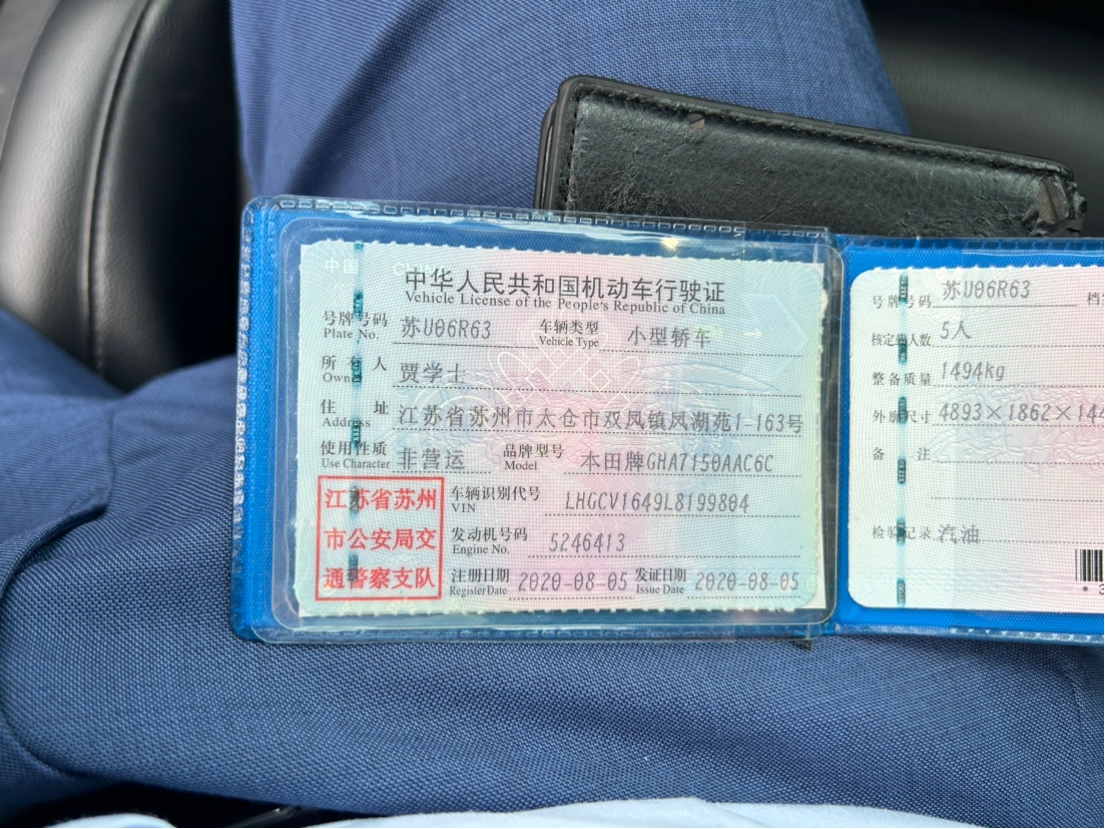 中国 CHINA
中华人民共和国机动车行驶证
Vehicle License of the People's Republic of China
号牌号码 苏U06R63 车辆类型 小型轿车
Plate No. Vehicle Type
所有人 贾学士
Owner
住址 江苏省苏州市太仓市双凤镇凤湖苑1-163号
Address
使用性质 非营运 品牌型号 本田牌GHA7150AAC6C
Use Character Model
江苏省苏州
市公安局交
通警察支队
车辆识别代号 LHGCV1649L8199804
VIN
发动机号码 5246413
Engine No.
注册日期 2020-08-05 发证日期 2020-08-05
Register Date Issue Date
号牌号码 苏U06R63 档
核定载人数 5人
整备质量 1494kg
外廓尺寸 4893×1862×144
备注
检验记录 汽油
* 3